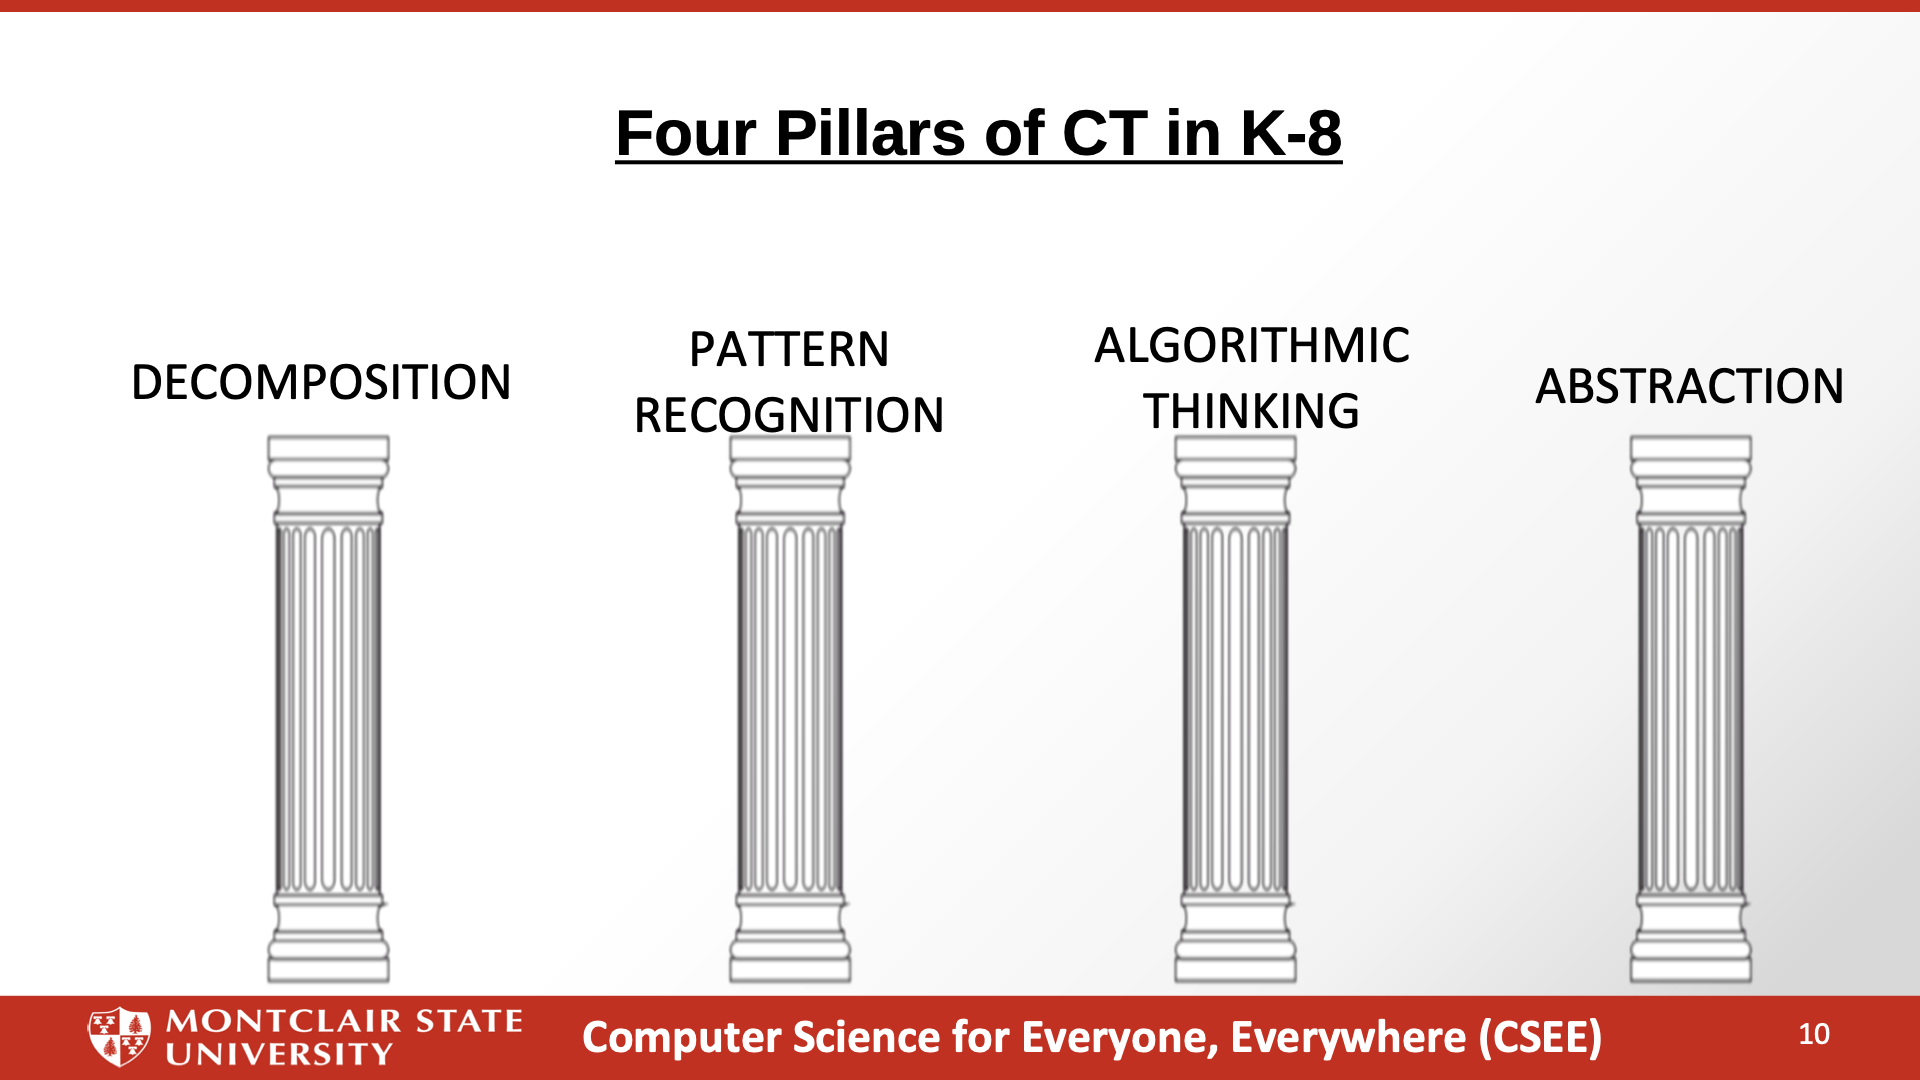 Four Pillars of CT in K-8
DECOMPOSITION
PATTERN
RECOGNITION
ALGORITHMIC
THINKING
ABSTRACTION
MONTCLAIR STATE
UNIVERSITY
Computer Science for Everyone, Everywhere (CSEE)
10